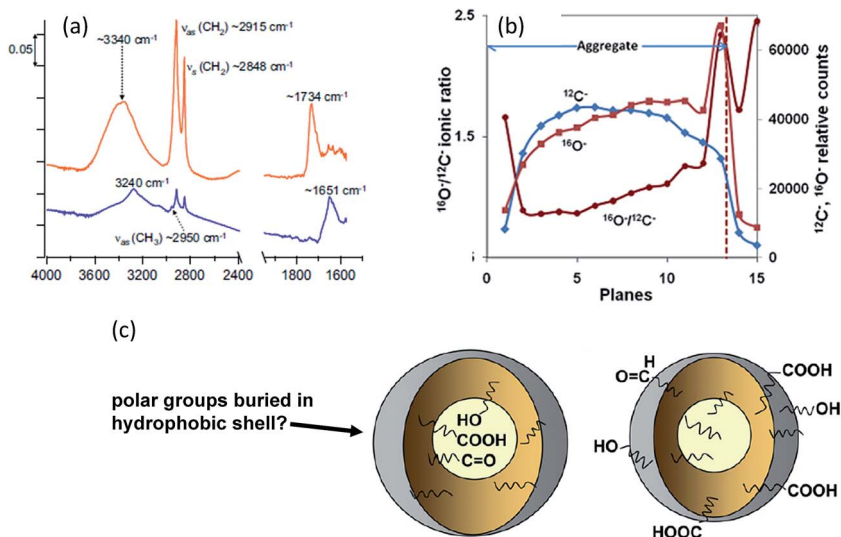 (a)
0.05
~3340 cm⁻¹
νas (CH₂) ~2915 cm⁻¹
νs (CH₂) ~2848 cm⁻¹
~1734 cm⁻¹
3240 cm⁻¹
νas (CH₃) ~2950 cm⁻¹
~1651 cm⁻¹
4000 3600 3200 2800 2400 1800 1600
(b)
2.5
1.5
¹⁶O⁻/¹²C⁻ ionic ratio
Aggregate
¹²C⁻
¹⁶O⁻
¹⁶O⁻/¹²C⁻
60000
40000
20000
0
¹²C⁻, ¹⁶O⁻ relative counts
0 5 10 15
Planes
(c)
polar groups buried in
hydrophobic shell?
HO
COOH
C=O
H
O=C
COOH
OH
HO
COOH
HOOC